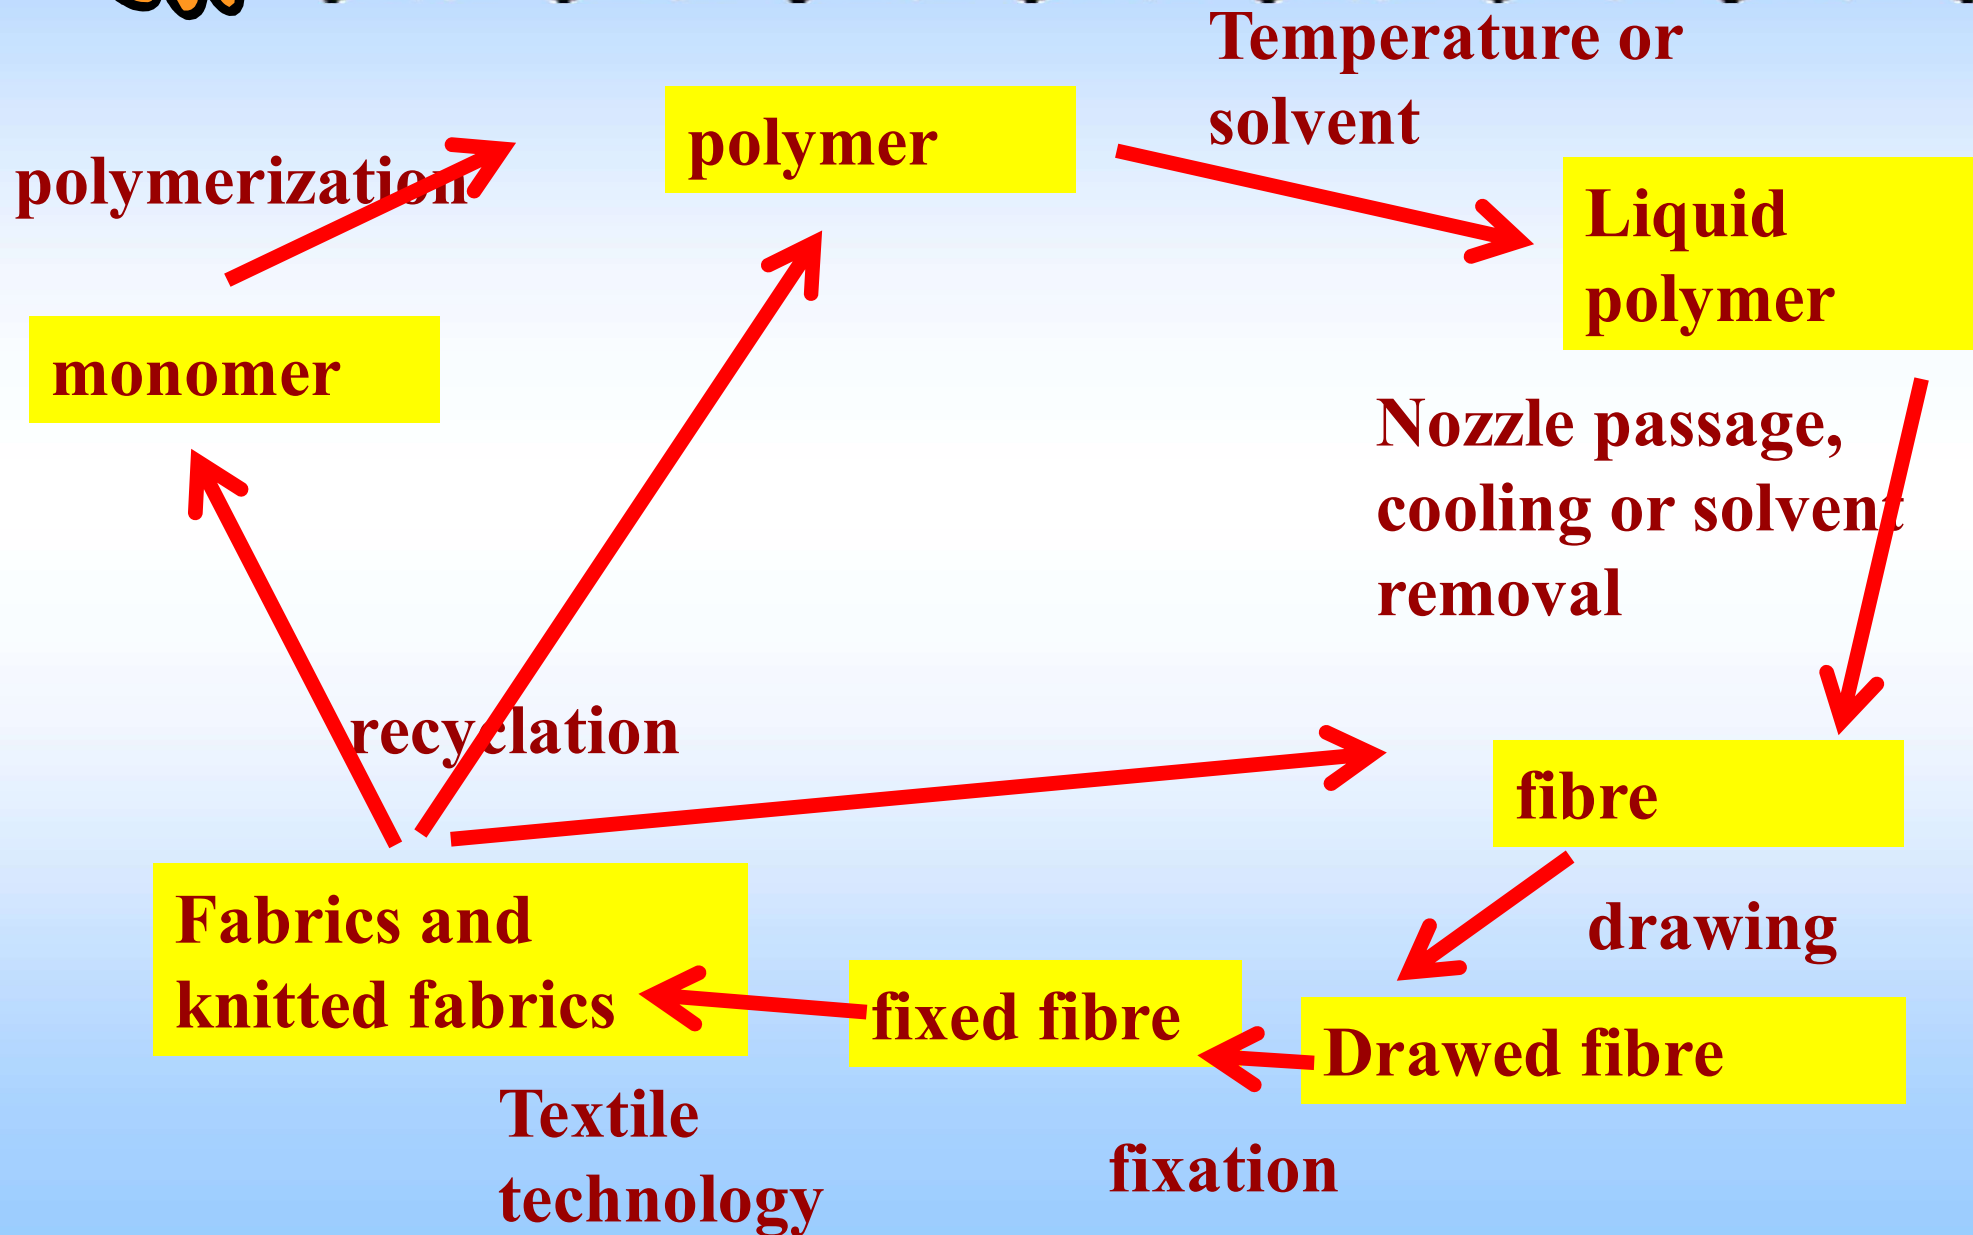 Temperature or
solvent
polymer
polymerization
Liquid
polymer
monomer
Nozzle passage,
cooling or solvent
removal
recyclation
fibre
Fabrics and
knitted fabrics
drawing
fixed fibre
Drawed fibre
Textile
technology
fixation